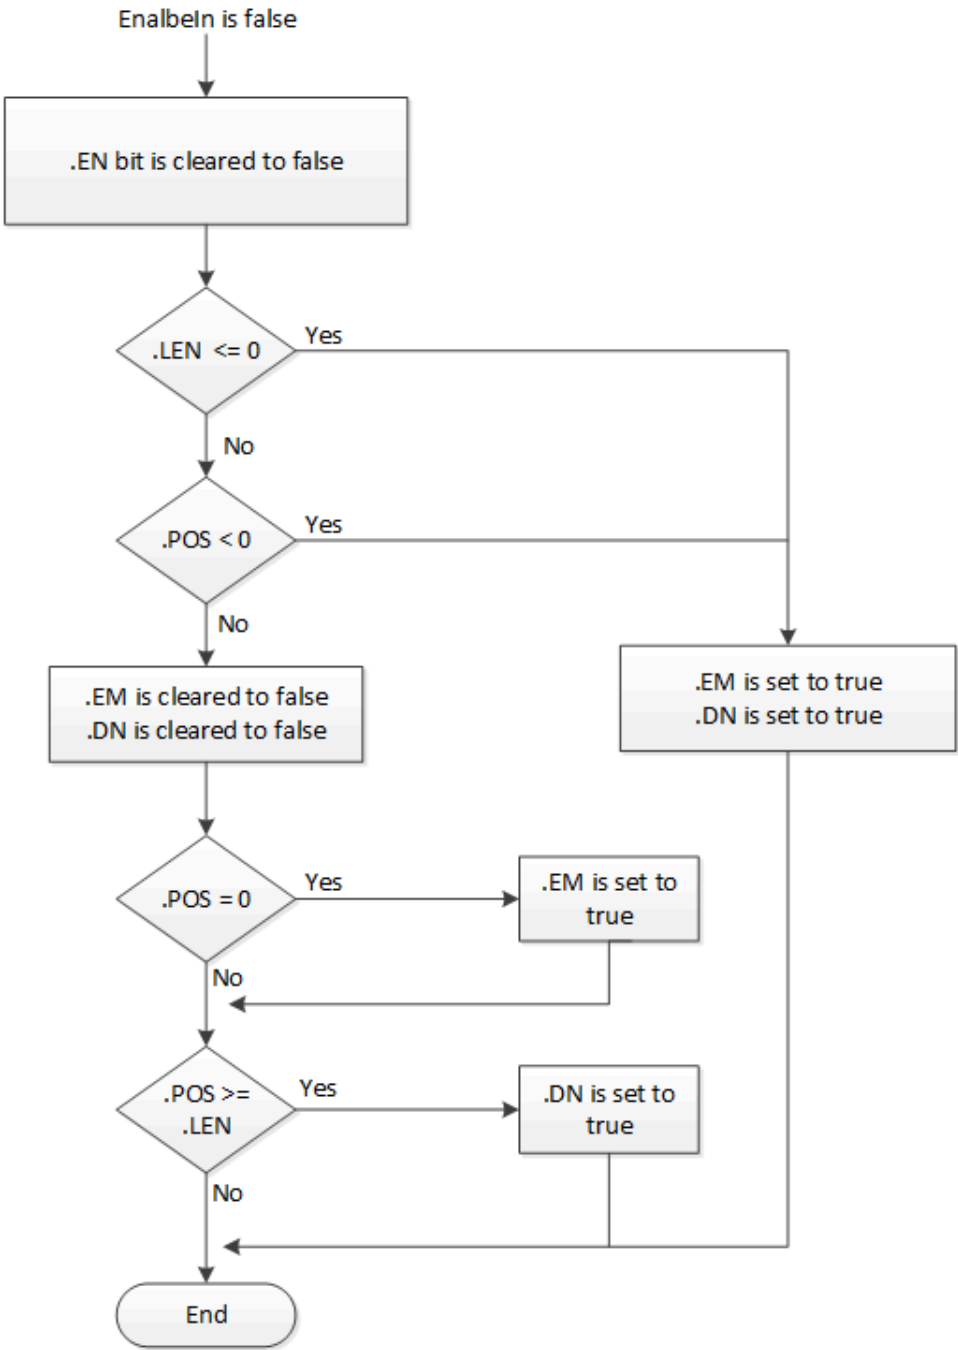 EnalbeIn is false
.EN bit is cleared to false
.LEN <= 0
Yes
No
.POS < 0
Yes
No
.EM is cleared to false
.DN is cleared to false
.EM is set to true
.DN is set to true
.POS = 0
Yes
.EM is set to
true
No
.POS >=
.LEN
Yes
.DN is set to
true
No
End